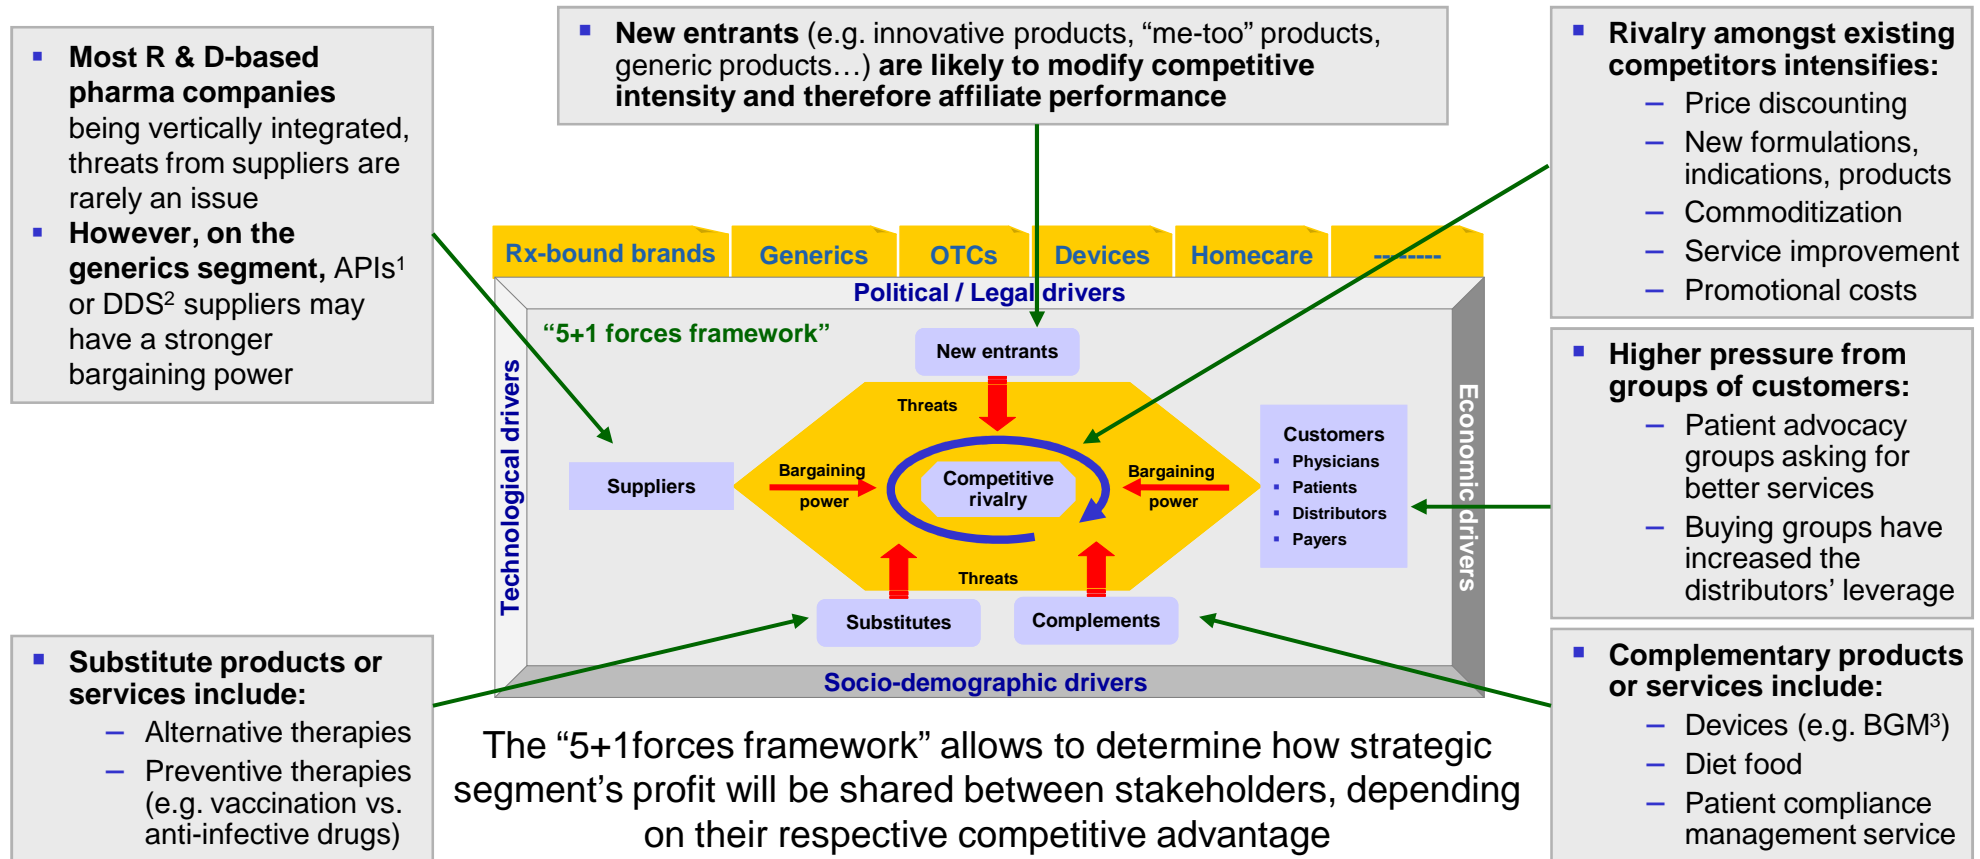 ▪ Most R & D-based
pharma companies
being vertically integrated,
threats from suppliers are
rarely an issue
▪ However, on the
generics segment, APIs¹
or DDS² suppliers may
have a stronger
bargaining power
▪ New entrants (e.g. innovative products, “me-too” products,
generic products…) are likely to modify competitive
intensity and therefore affiliate performance
▪ Rivalry amongst existing
competitors intensifies:
– Price discounting
– New formulations,
indications, products
– Commoditization
– Service improvement
– Promotional costs
Rx-bound brands
Generics
OTCs
Devices
Homecare
--------
Political / Legal drivers
“5+1 forces framework”
Technological drivers
Economic drivers
New entrants
Threats
Suppliers
Bargaining
power
Competitive
rivalry
Bargaining
power
Customers
▪ Physicians
▪ Patients
▪ Distributors
▪ Payers
Threats
Substitutes
Complements
Socio-demographic drivers
▪ Higher pressure from
groups of customers:
– Patient advocacy
groups asking for
better services
– Buying groups have
increased the
distributors’ leverage
▪ Substitute products or
services include:
– Alternative therapies
– Preventive therapies
(e.g. vaccination vs.
anti-infective drugs)
The “5+1forces framework” allows to determine how strategic
segment’s profit will be shared between stakeholders, depending
on their respective competitive advantage
▪ Complementary products
or services include:
– Devices (e.g. BGM³)
– Diet food
– Patient compliance
management service